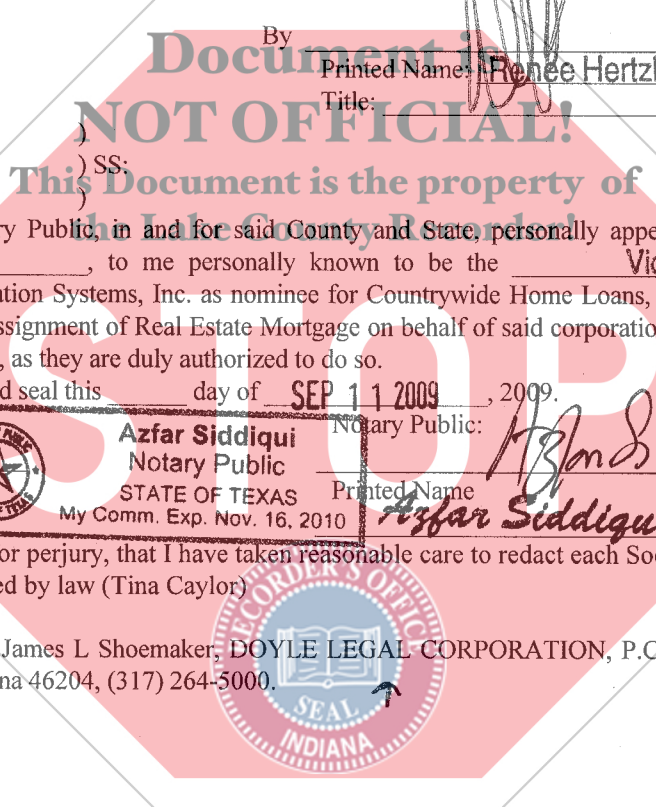 By
Document is
Printed Name: Renee Hertzl
Title:
NOT OFFICIAL!
)
) SS:
)
This Document is the property of
the Lake County Recorder!
ry Public, in and for said County and State, personally appe
, to me personally known to be the Vic
ation Systems, Inc. as nominee for Countrywide Home Loans,
ssignment of Real Estate Mortgage on behalf of said corporatio
, as they are duly authorized to do so.
d seal this day of SEP 1 1 2009, 2009.
STOP
Notary Public:
Azfar Siddiqui
Notary Public
STATE OF TEXAS
My Comm. Exp. Nov. 16, 2010
Printed Name
Azfar Siddiqu
or perjury, that I have taken reasonable care to redact each So
ed by law (Tina Caylor)
James L Shoemaker, DOYLE LEGAL CORPORATION, P.C
na 46204, (317) 264-5000.
RECORDER'S OFFICE
SEAL
INDIANA